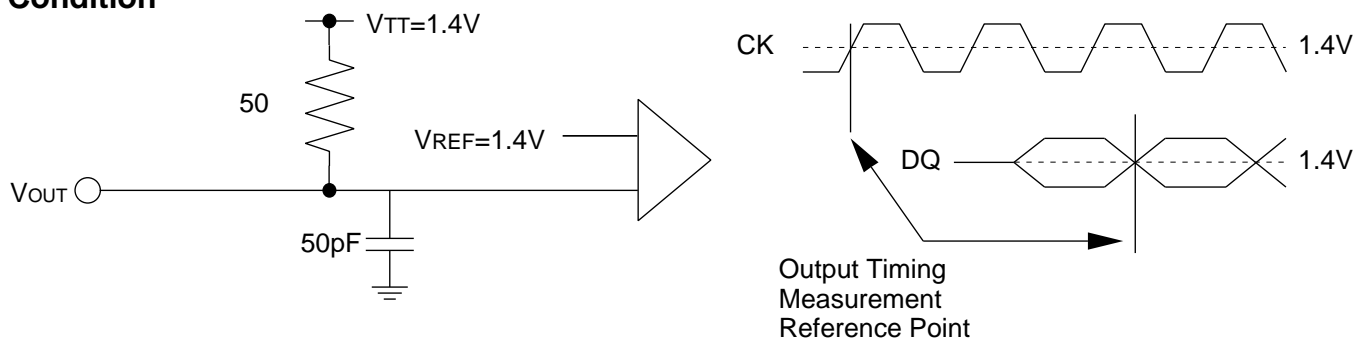 Condition
VTT=1.4V
50
VREF=1.4V
VOUT
50pF
CK
1.4V
DQ
1.4V
Output Timing
Measurement
Reference Point